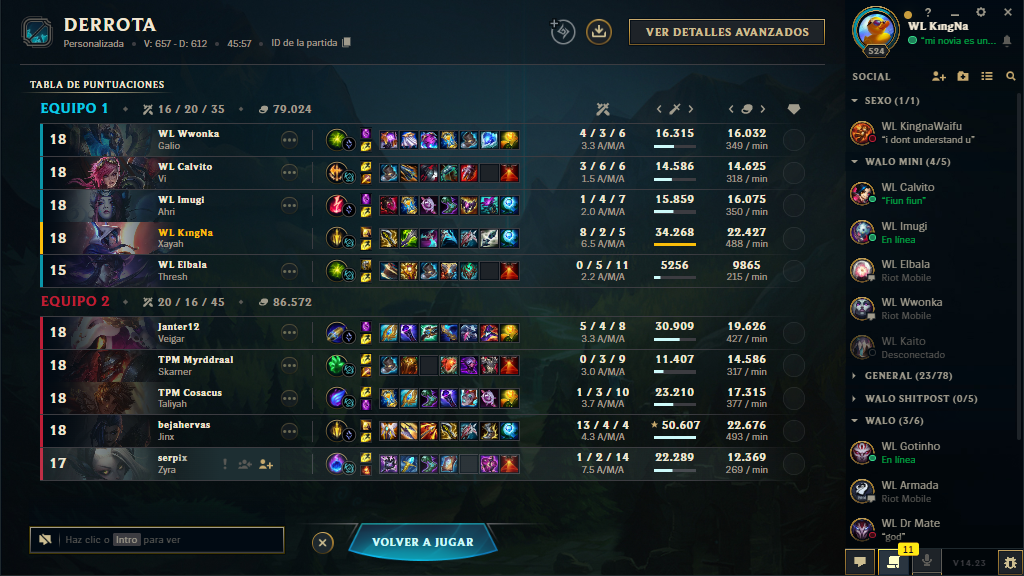 DERROTA
Personalizada • V: 657 - D: 612 • 45:57 • ID de la partida
VER DETALLES AVANZADOS
TABLA DE PUNTUACIONES
EQUIPO 1 • 16 / 20 / 35 • 79.024
18 WL Wwonka 4 / 3 / 6 16.315 16.032
Galio 3.3 A/M/A 349 / min
18 WL Calvito 3 / 6 / 6 14.586 14.625
Vi 1.5 A/M/A 318 / min
18 WL Imugi 1 / 4 / 7 15.859 16.075
Ahri 2.0 A/M/A 350 / min
18 WL KıngNa 8 / 2 / 5 34.268 22.427
Xayah 6.5 A/M/A 488 / min
15 WL Elbala 0 / 5 / 11 5256 9865
Thresh 2.2 A/M/A 215 / min
EQUIPO 2 • 20 / 16 / 45 • 86.572
18 Janter12 5 / 4 / 8 30.909 19.626
Veigar 3.3 A/M/A 427 / min
18 TPM Myrddraal 0 / 3 / 9 11.407 14.586
Skarner 3.0 A/M/A 317 / min
18 TPM Cosacus 1 / 3 / 10 23.210 17.315
Taliyah 3.7 A/M/A 377 / min
18 bejahervas 13 / 4 / 4 50.607 22.676
Jinx 4.3 A/M/A 493 / min
17 serpix 1 / 2 / 14 22.289 12.369
Zyra 7.5 A/M/A 269 / min
Haz clic o Intro para ver
VOLVER A JUGAR
WL KıngNa
524
"mi novia es un...
SOCIAL
SEXO (1/1)
WL KingnaWaifu
"i dont understand u"
WALO MINI (4/5)
WL Calvito
"Fiun fiun"
WL Imugi
En línea
WL Elbala
Riot Mobile
WL Wwonka
Riot Mobile
WL Kaito
Desconectado
GENERAL (23/78)
WALO SHITPOST (0/5)
WALO (3/6)
WL Gotinho
En línea
WL Armada
Riot Mobile
WL Dr Mate
"god"
11
V14.23